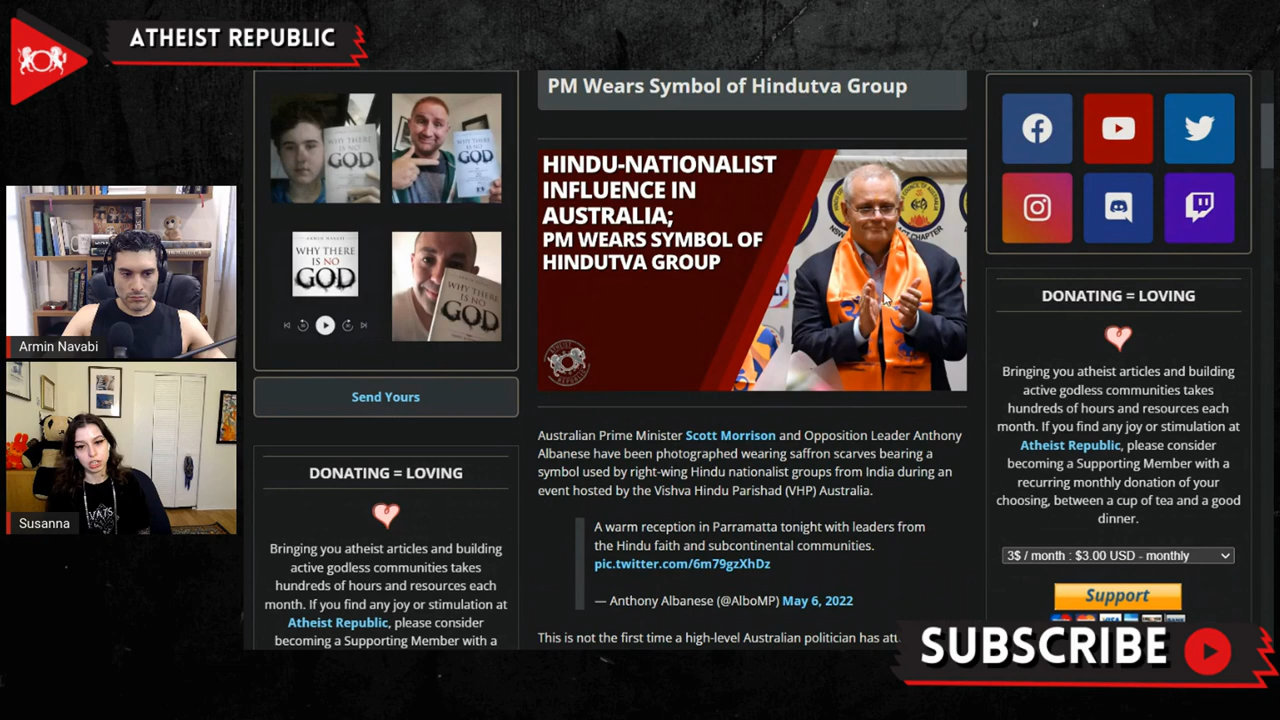 ATHEIST REPUBLIC
Armin Navabi
Susanna
WHY THERE
IS NO
GOD
WHY THERE
IS NO
GOD
ARMIN NAVABI
WHY THERE
IS NO
GOD
WHY THERE
IS NO
GOD
Send Yours
DONATING = LOVING
Bringing you atheist articles and building
active godless communities takes
hundreds of hours and resources each
month. If you find any joy or stimulation at
Atheist Republic, please consider
becoming a Supporting Member with a
PM Wears Symbol of Hindutva Group
HINDU-NATIONALIST
INFLUENCE IN
AUSTRALIA;
PM WEARS SYMBOL OF
HINDUTVA GROUP
ACT CHAPTER
ATHEIST
REPUBLIC
Australian Prime Minister Scott Morrison and Opposition Leader Anthony
Albanese have been photographed wearing saffron scarves bearing a
symbol used by right-wing Hindu nationalist groups from India during an
event hosted by the Vishva Hindu Parishad (VHP) Australia.
A warm reception in Parramatta tonight with leaders from
the Hindu faith and subcontinental communities.
pic.twitter.com/6m79gzXhDz
— Anthony Albanese (@AlboMP) May 6, 2022
This is not the first time a high-level Australian politician has
DONATING = LOVING
Bringing you atheist articles and building
active godless communities takes
hundreds of hours and resources each
month. If you find any joy or stimulation at
Atheist Republic, please consider
becoming a Supporting Member with a
recurring monthly donation of your
choosing, between a cup of tea and a good
dinner.
3$ / month : $3.00 USD - monthly
Support
SUBSCRIBE